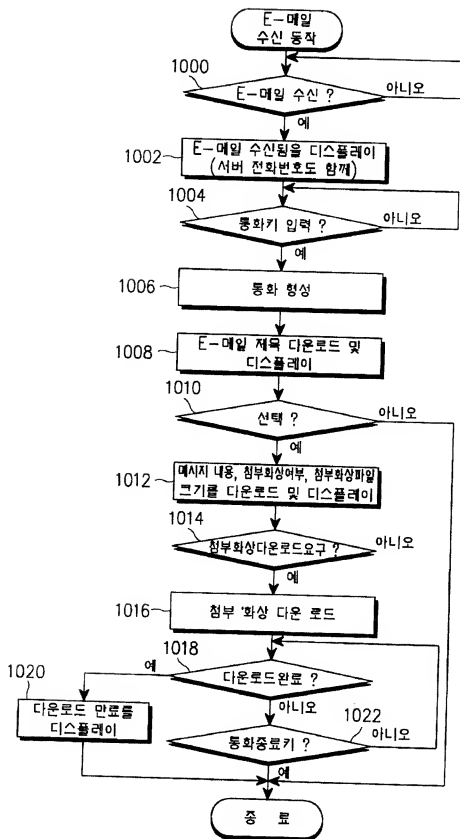 E-메일
수신 동작
1000
E-메일 수신 ?
아니오
예
1002
E-메일 수신됨을 디스플레이
(서버 전화번호도 함께)
1004
통화키 입력 ?
아니오
예
1006
통화 형성
1008
E-메일 제목 다운로드 및
디스플레이
1010
선택 ?
아니오
예
1012
메시지 내용, 첨부화상여부, 첨부화상파일
크기를 다운로드 및 디스플레이
1014
첨부화상다운로드요구 ?
아니오
예
1016
첨부 화상 다운 로드
1018
예
다운로드완료 ?
아니오
1020
다운로드 만료를
디스플레이
1022
통화종료키 ?
아니오
예
종 료